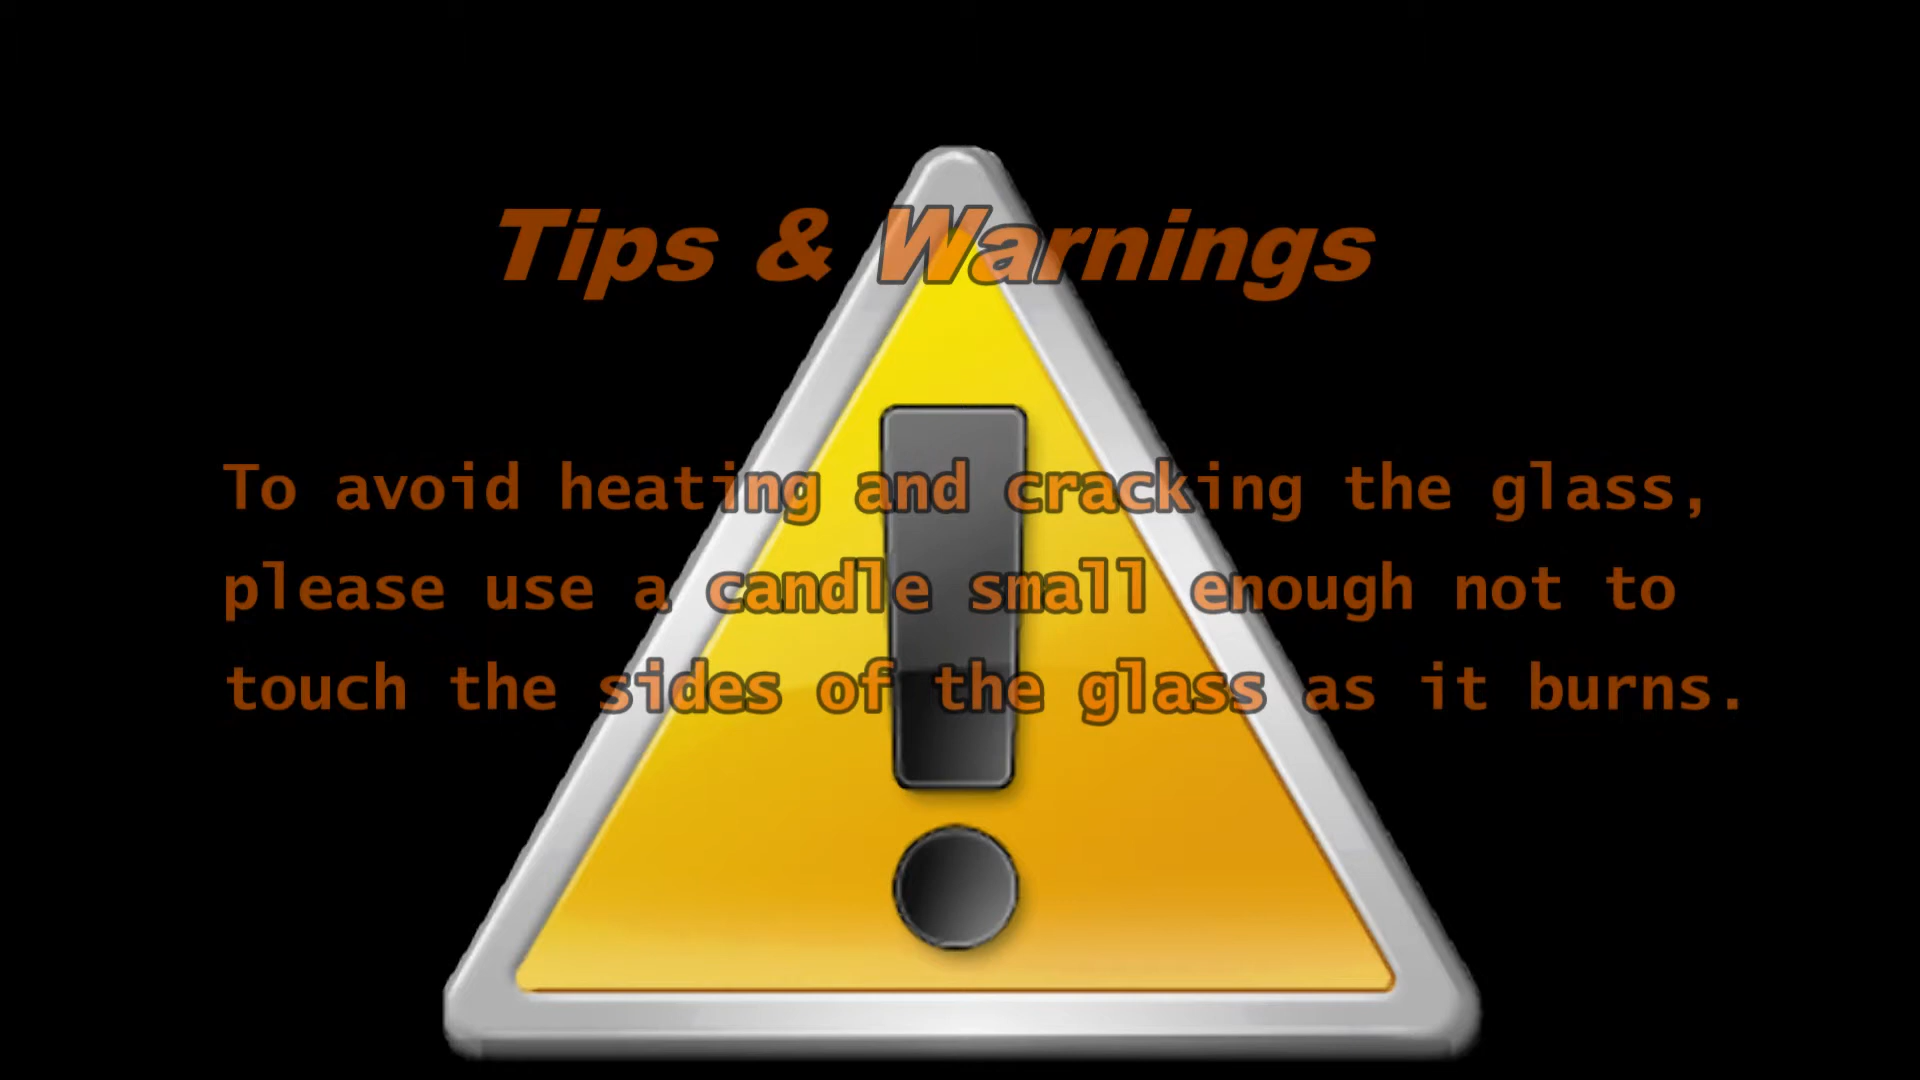 Tips & Warnings
To avoid heating and cracking the glass,
please use a candle small enough not to
touch the sides of the glass as it burns.